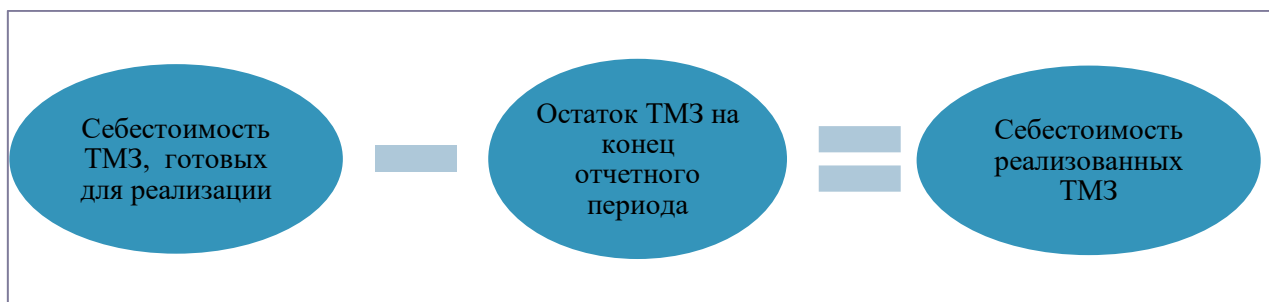 Себестоимость
ТМЗ, готовых
для реализации
Остаток ТМЗ на
конец
отчетного
периода
Себестоимость
реализованных
ТМЗ